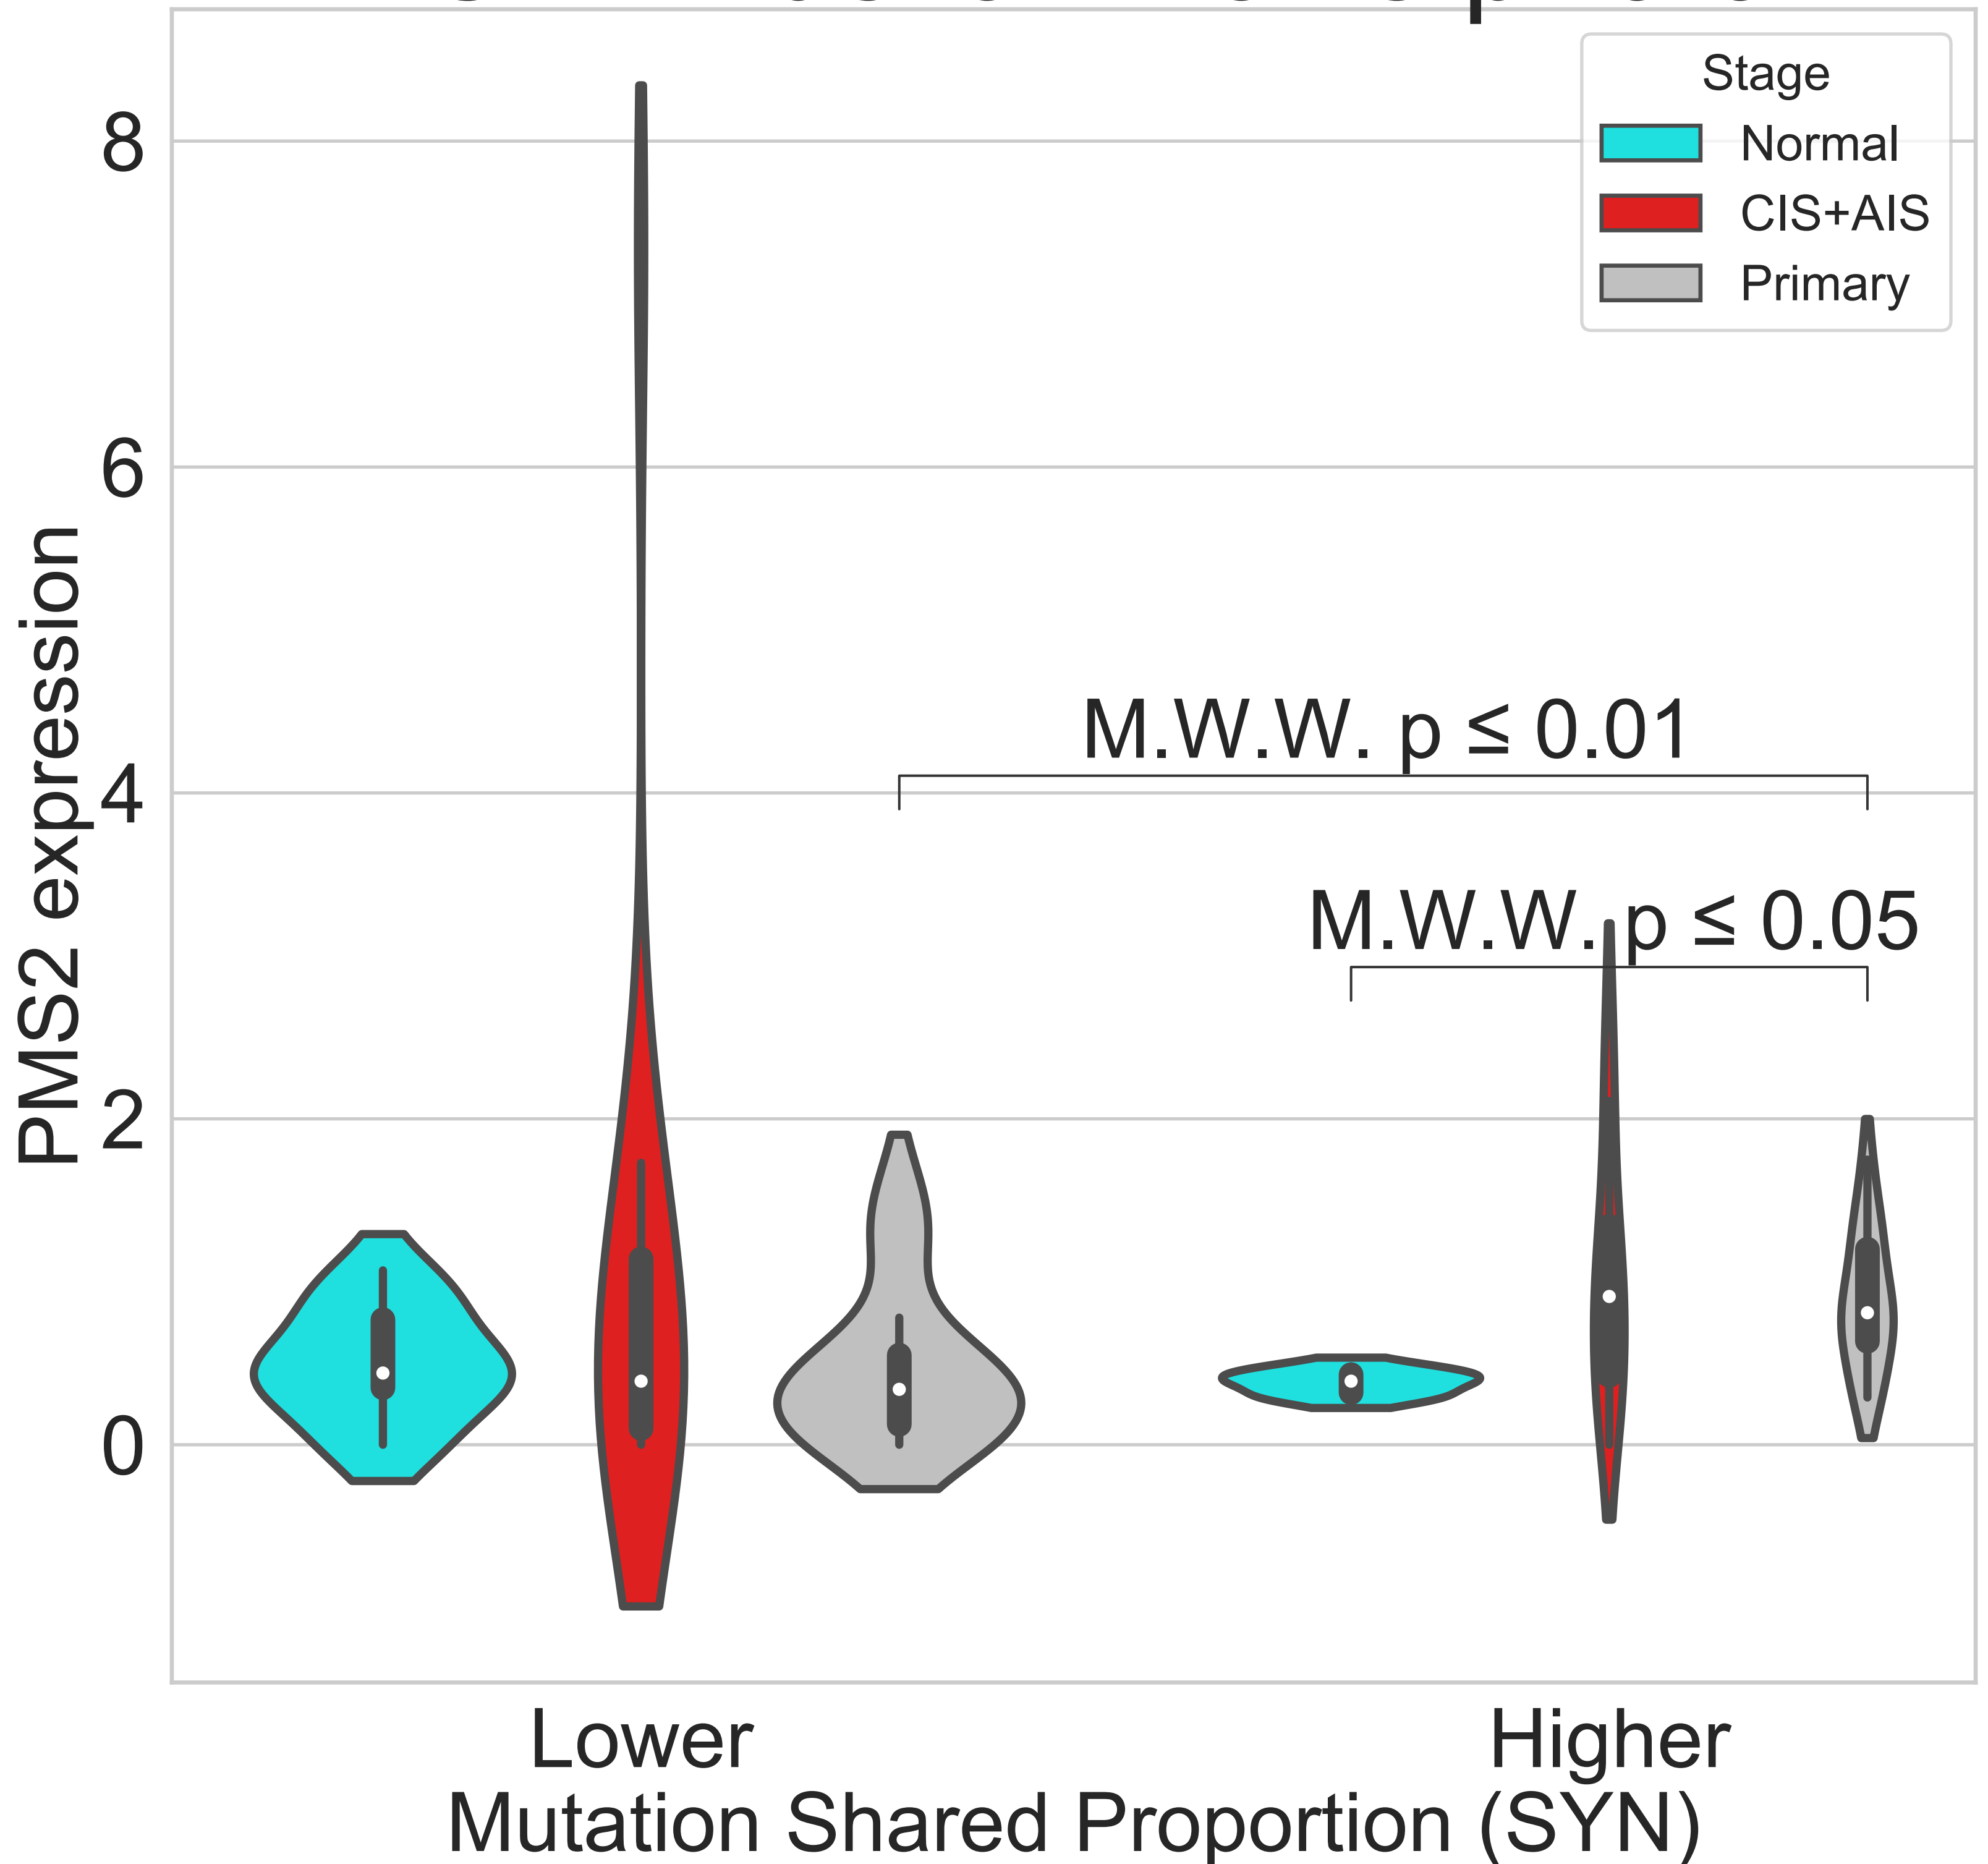 Stage
Normal
CIS+AIS
Primary
8
6
4
2
0
PMS2 expression
M.W.W. p ≤ 0.01
M.W.W. p ≤ 0.05
Lower
Higher
Mutation Shared Proportion (SYN)